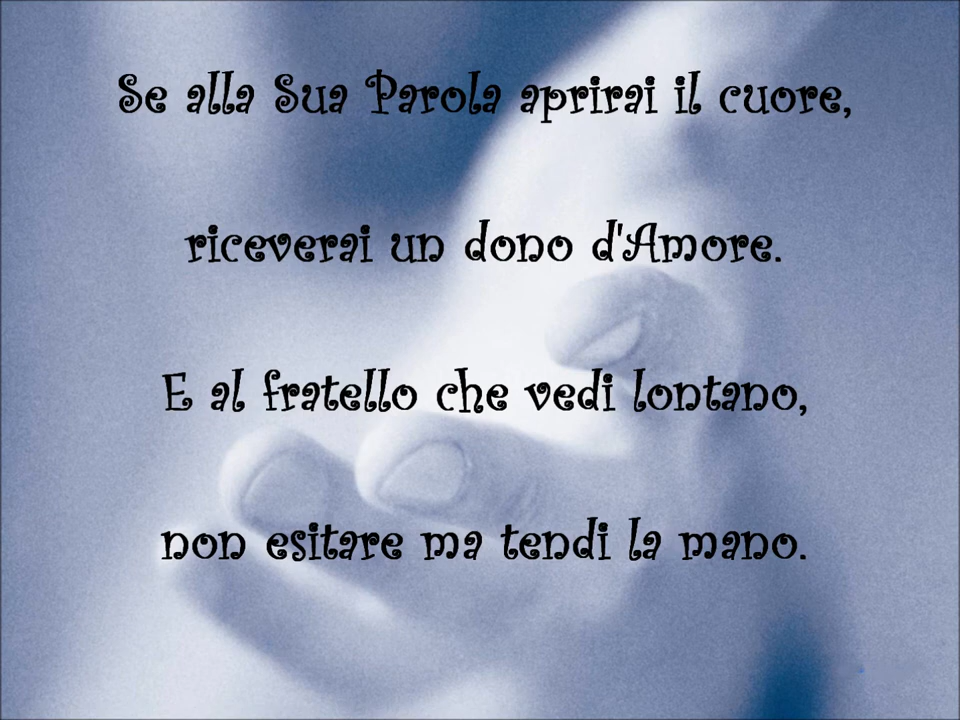 Se alla Sua Parola aprirai il cuore,
riceverai un dono d'Amore.
E al fratello che vedi lontano,
non esitare ma tendi la mano.